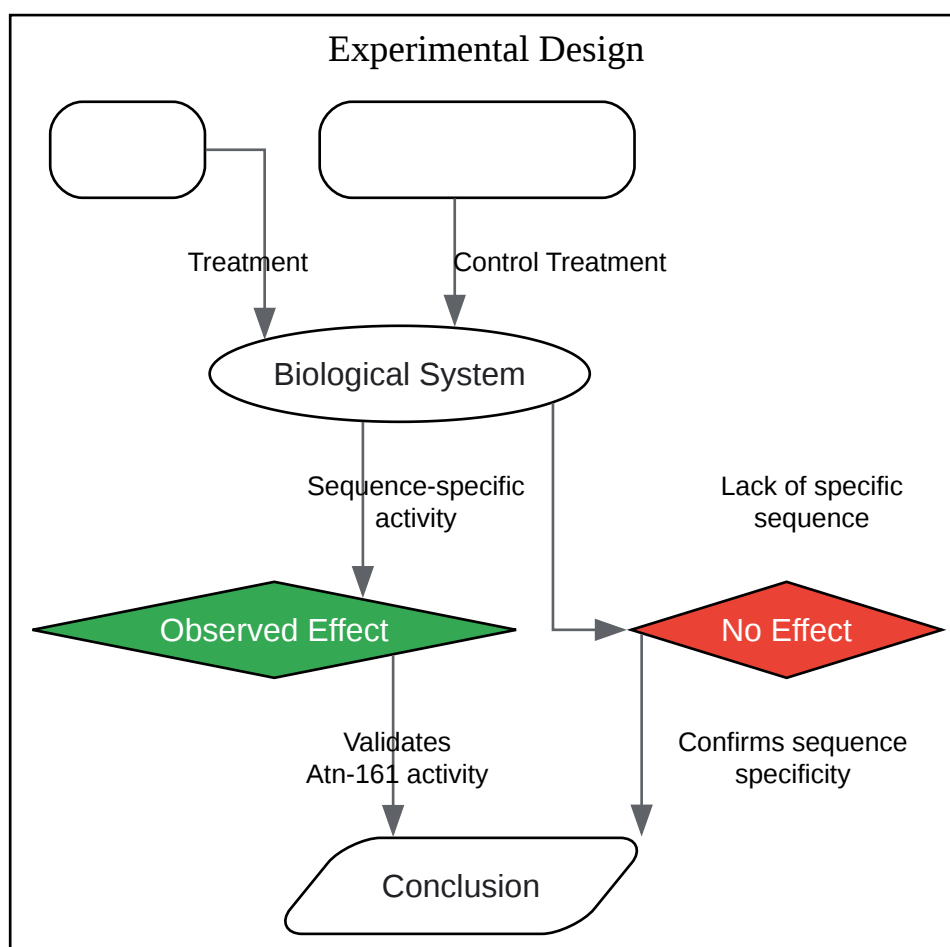 Experimental Design
Treatment
Control Treatment
Biological System
Sequence-specific
activity
Lack of specific
sequence
Observed Effect
No Effect
Validates
Atn-161 activity
Confirms sequence
specificity
Conclusion